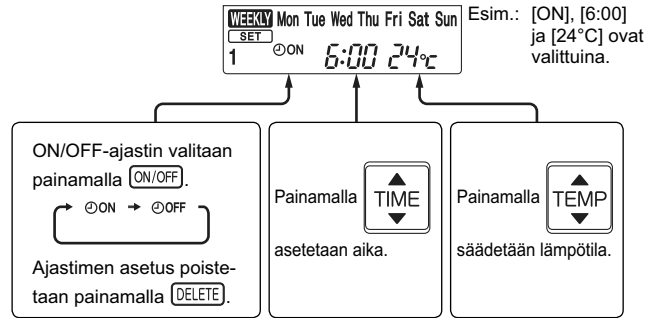 WEEKLY Mon Tue Wed Thu Fri Sat Sun
SET
1 ON 6:00 24°c
Esim.: [ON], [6:00]
ja [24°C] ovat
valittuina.
ON/OFF-ajastin valitaan
painamalla ON/OFF.
ON → OFF
Ajastimen asetus poiste-
taan painamalla DELETE.
Painamalla TIME
asetetaan aika.
Painamalla TEMP
säädetään lämpötila.